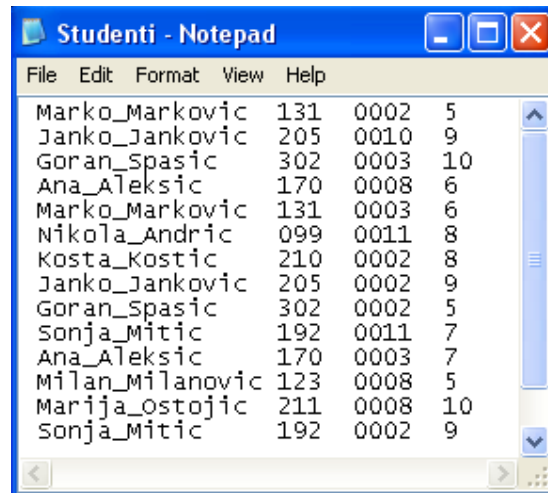 Studenti - Notepad
File Edit Format View Help
Marko_Markovic 131 0002 5
Janko_Jankovic 205 0010 9
Goran_Spasic 302 0003 10
Ana_Aleksic 170 0008 6
Marko_Markovic 131 0003 6
Nikola_Andric 099 0011 8
Kosta_Kostic 210 0002 8
Janko_Jankovic 205 0002 9
Goran_Spasic 302 0002 5
Sonja_Mitic 192 0011 7
Ana_Aleksic 170 0003 7
Milan_Milanovic 123 0008 5
Marija_Ostojic 211 0008 10
Sonja_Mitic 192 0002 9